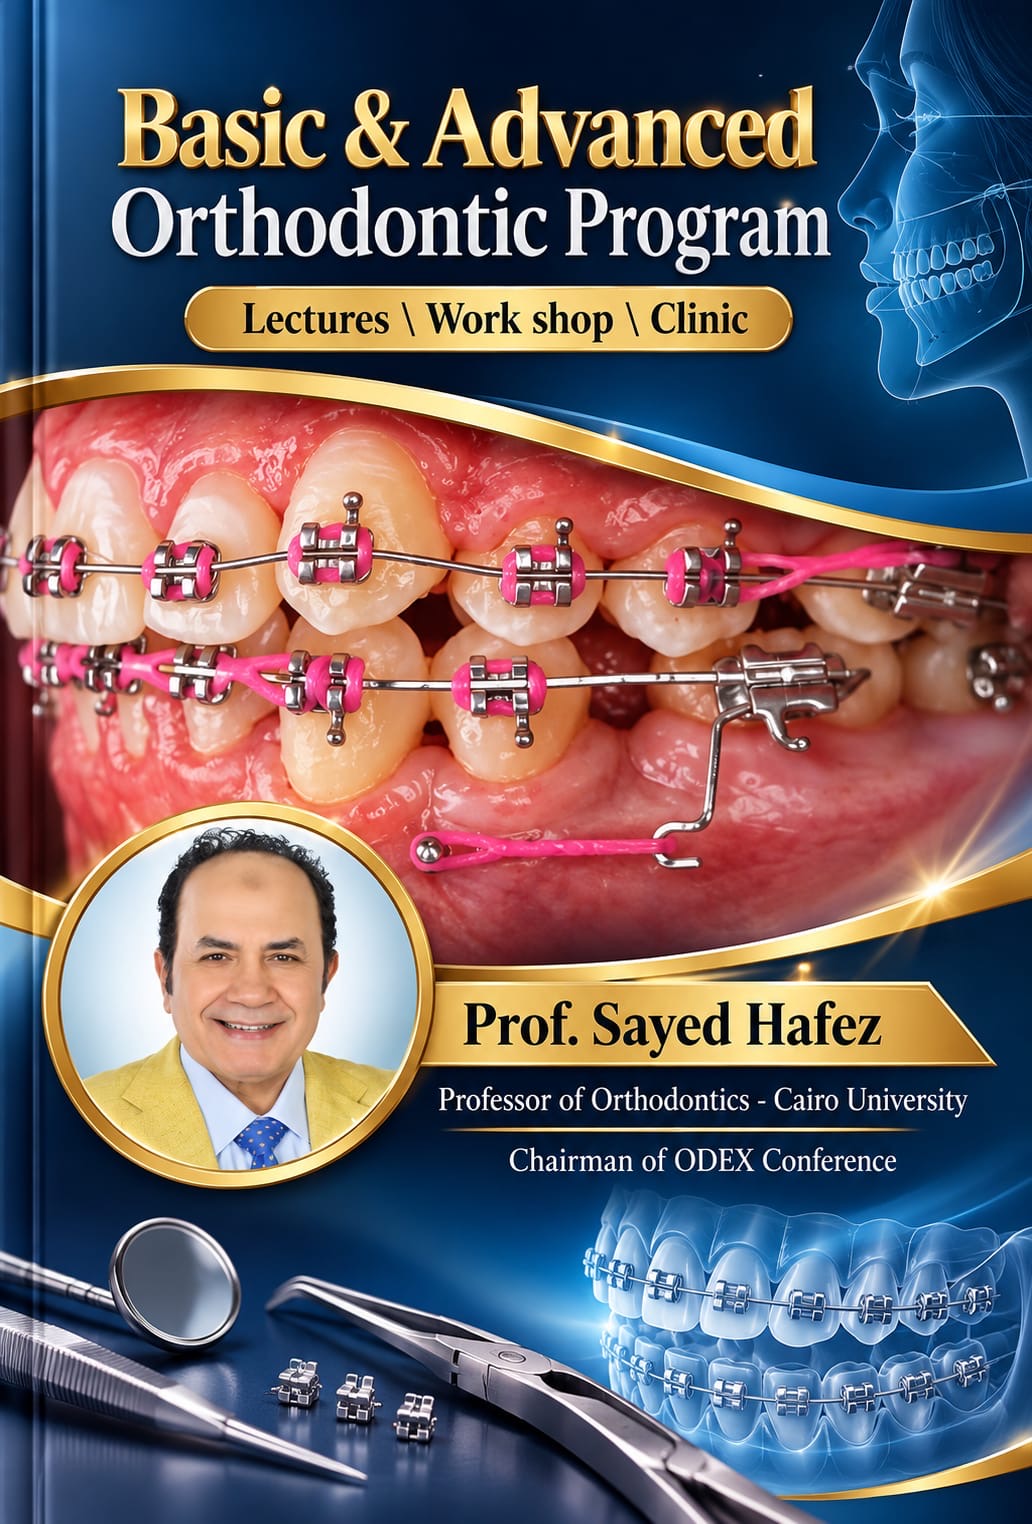 Basic & Advanced
Orthodontic Program
Lectures \ Work shop \ Clinic
Prof. Sayed Hafez
Professor of Orthodontics - Cairo University
Chairman of ODEX Conference